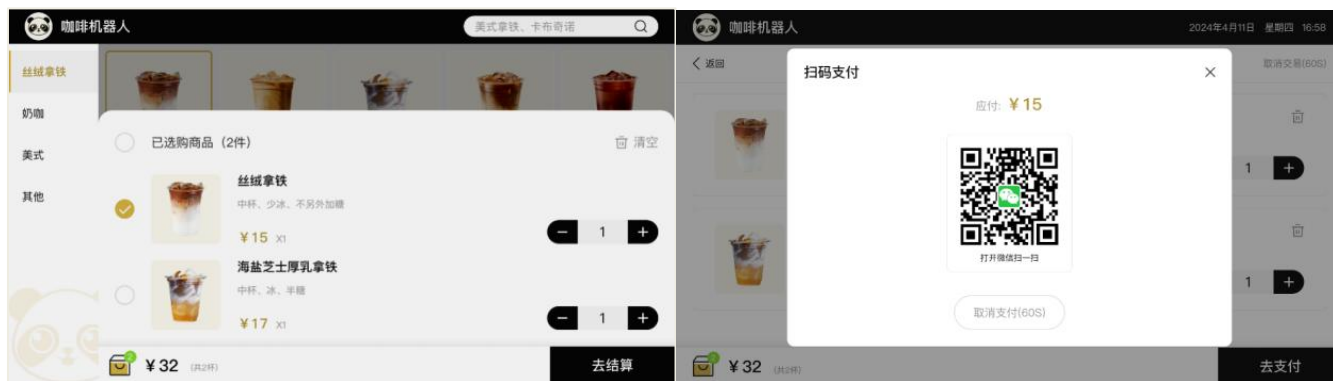 咖啡机器人
美式拿铁、卡布奇诺
丝绒拿铁
奶咖
美式
其他
已选购商品（2件）
清空
丝绒拿铁
中杯、少冰、不另外加糖
¥15 X1
1
海盐芝士厚乳拿铁
中杯、冰、半糖
¥17 X1
1
2
¥32 (共2杯)
去结算
咖啡机器人
2024年4月11日 星期四 16:58
返回
取消交易(60S)
扫码支付
应付: ¥15
打开微信扫一扫
取消支付(60S)
1
1
¥32 (共2杯)
去支付